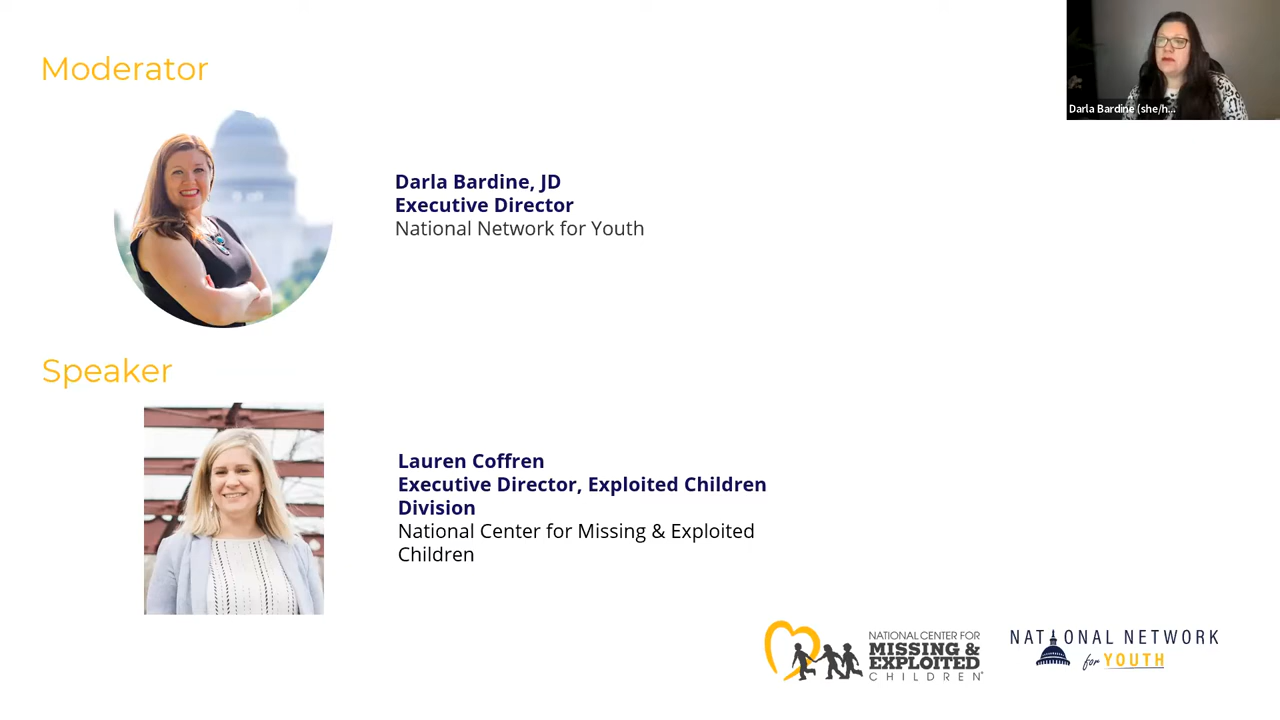 Moderator
Darla Bardine (she/h...
Darla Bardine, JD
Executive Director
National Network for Youth
Speaker
Lauren Coffren
Executive Director, Exploited Children
Division
National Center for Missing & Exploited
Children
NATIONAL CENTER FOR
MISSING &
EXPLOITED
CHILDREN®
NATIONAL NETWORK
for YOUTH